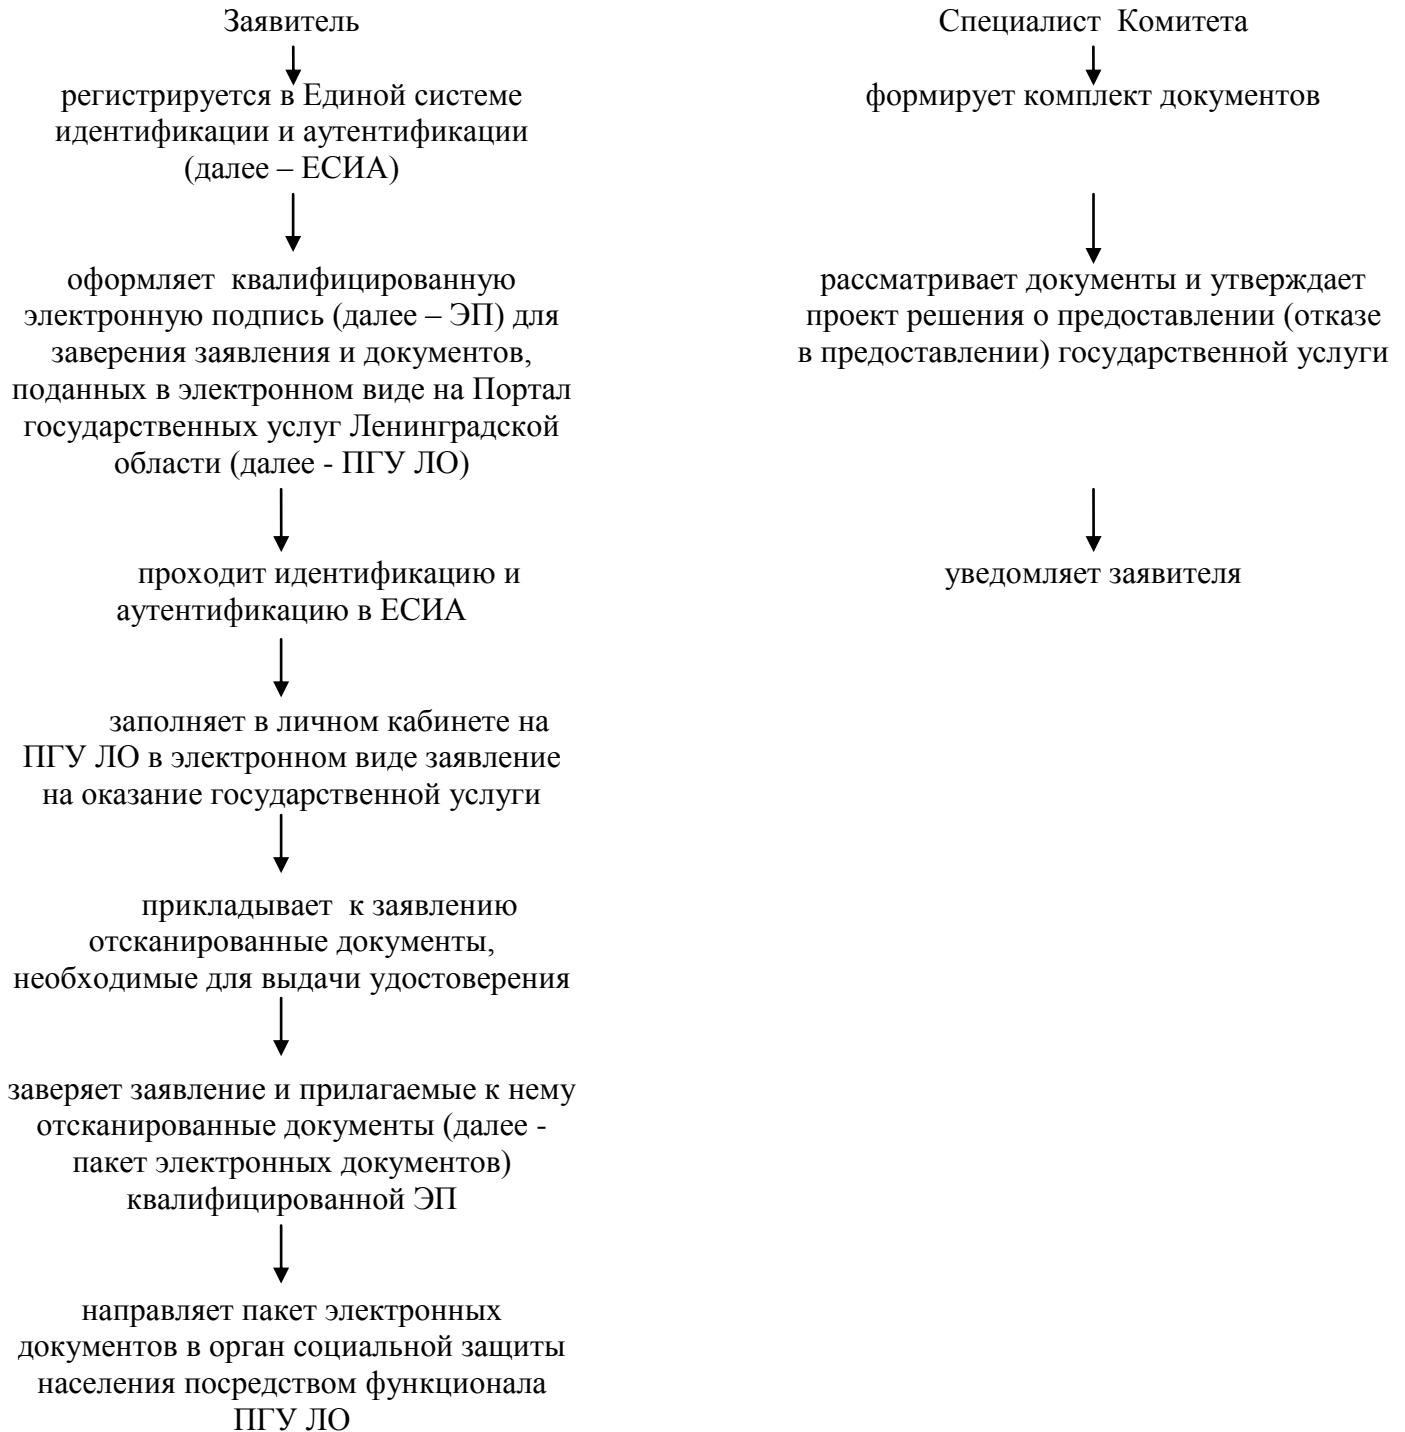 Заявитель
регистрируется в Единой системе
идентификации и аутентификации
(далее – ЕСИА)
оформляет квалифицированную
электронную подпись (далее – ЭП) для
заверения заявления и документов,
поданных в электронном виде на Портал
государственных услуг Ленинградской
области (далее - ПГУ ЛО)
проходит идентификацию и
аутентификацию в ЕСИА
заполняет в личном кабинете на
ПГУ ЛО в электронном виде заявление
на оказание государственной услуги
прикладывает к заявлению
отсканированные документы,
необходимые для выдачи удостоверения
заверяет заявление и прилагаемые к нему
отсканированные документы (далее -
пакет электронных документов)
квалифицированной ЭП
направляет пакет электронных
документов в орган социальной защиты
населения посредством функционала
ПГУ ЛО
Специалист Комитета
формирует комплект документов
рассматривает документы и утверждает
проект решения о предоставлении (отказе
в предоставлении) государственной услуги
уведомляет заявителя